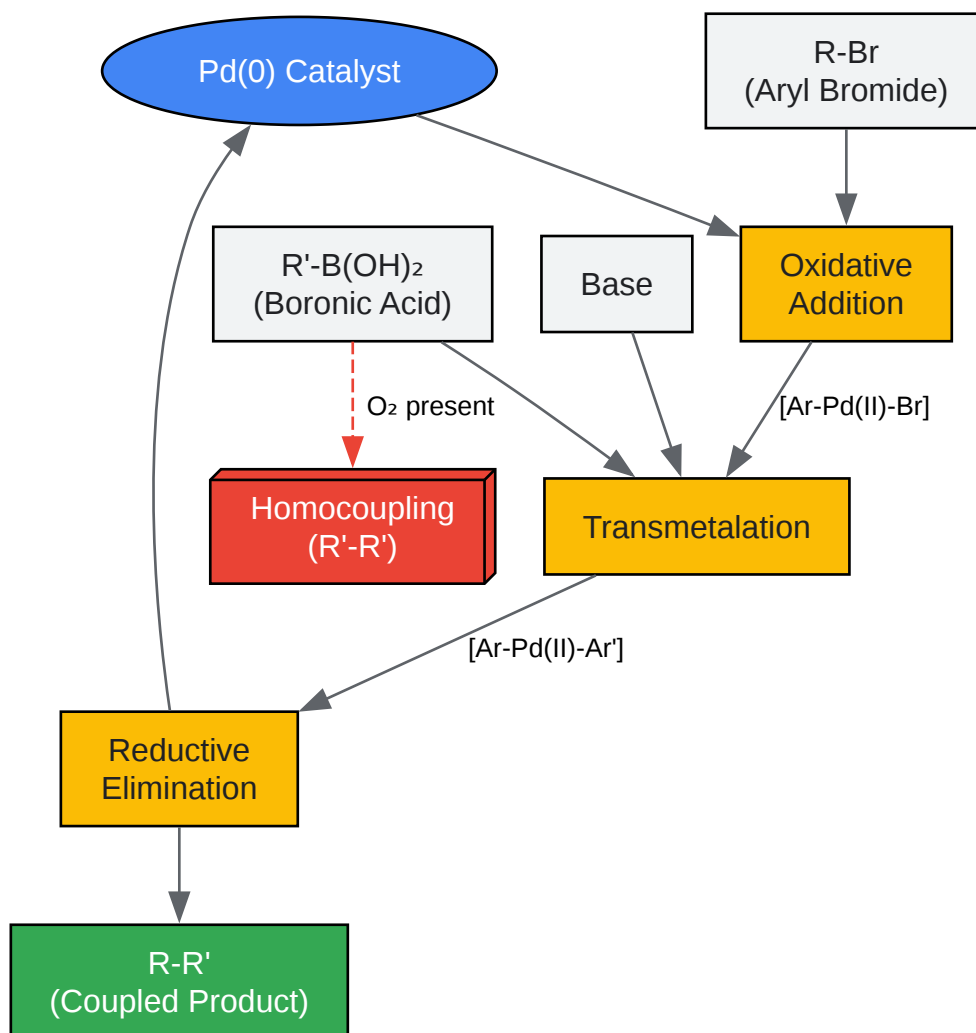 Pd(0) Catalyst
R-Br
(Aryl Bromide)
R'-B(OH)₂
(Boronic Acid)
Base
Oxidative
Addition
O₂ present
[Ar-Pd(II)-Br]
Homocoupling
(R'-R')
Transmetalation
[Ar-Pd(II)-Ar']
Reductive
Elimination
R-R'
(Coupled Product)